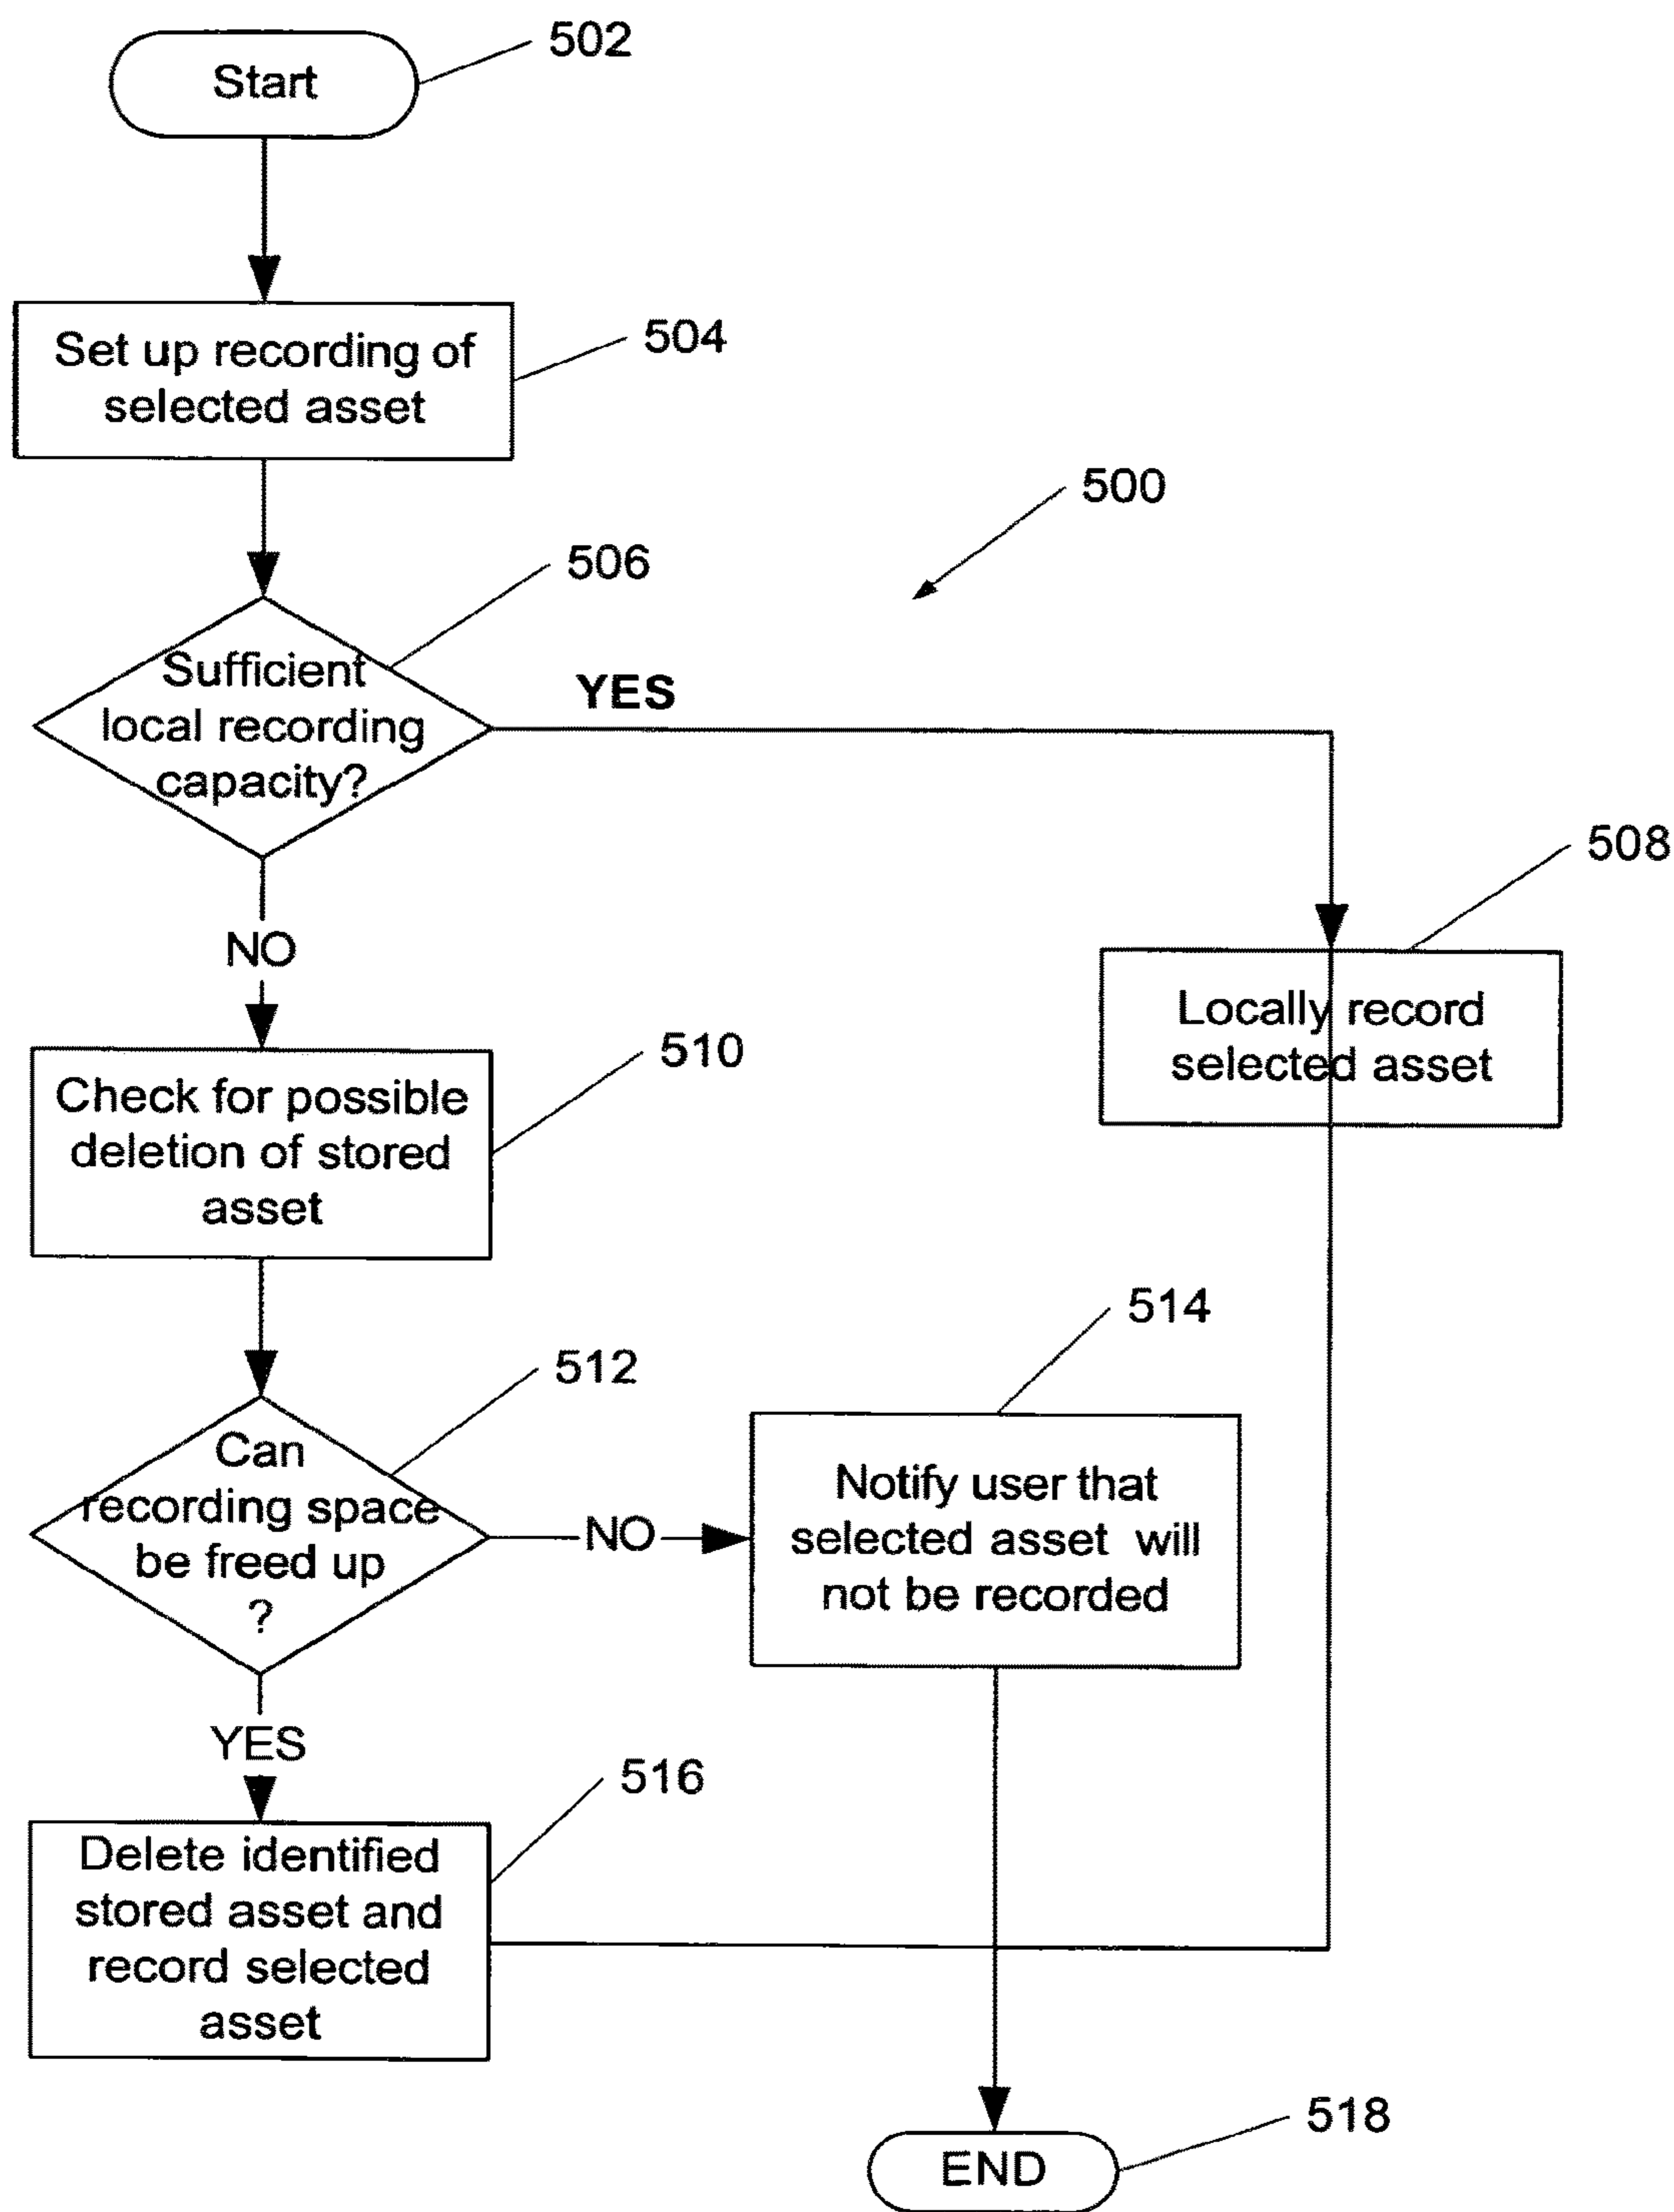 502
Start
504
Set up recording of
selected asset
500
506
Sufficient
local recording
capacity?
YES
508
NO
Locally record
selected asset
510
Check for possible
deletion of stored
asset
514
512
Can
recording space
be freed up
?
NO
Notify user that
selected asset will
not be recorded
YES
516
Delete identified
stored asset and
record selected
asset
518
END